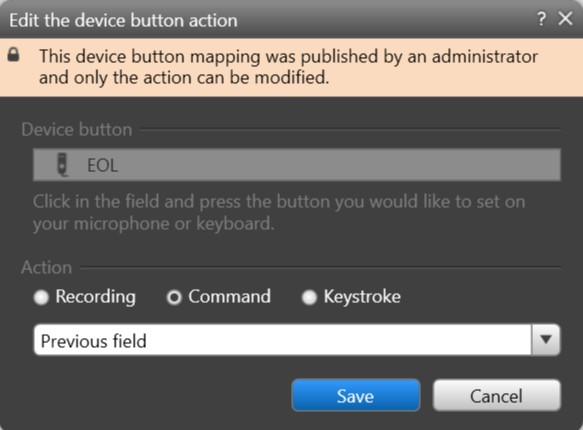 Edit the device button action ? ×
This device button mapping was published by an administrator
and only the action can be modified.
Device button
EOL
Click in the field and press the button you would like to set on
your microphone or keyboard.
Action
Recording Command Keystroke
Previous field
Save Cancel